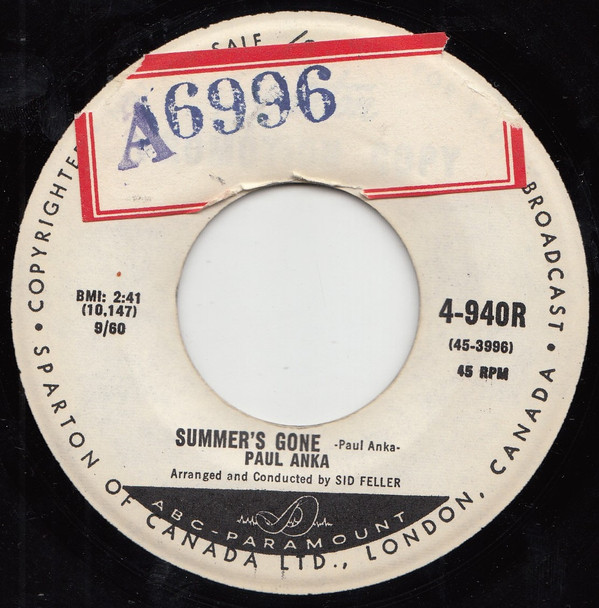 SALE
A6996
BMI: 2:41
(10,147)
9/60
4-940R
(45-3996)
45 RPM
SUMMER'S GONE -Paul Anka-
PAUL ANKA
Arranged and Conducted by SID FELLER
ABC-PARAMOUNT
BROADCAST •
• SPARTON OF CANADA LTD., LONDON, CANADA •